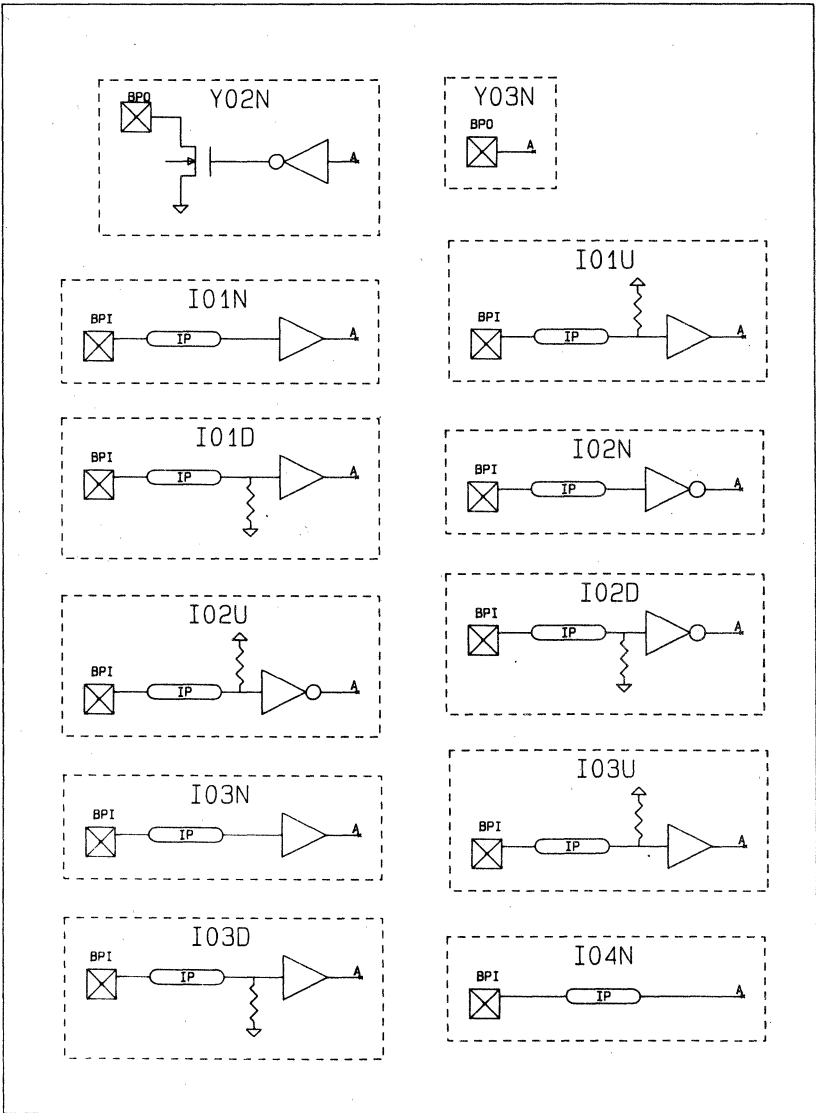 Y02N
BPO
A
Y03N
BPO
A
I01N
BPI
IP
A
I01U
BPI
IP
A
I01D
BPI
IP
A
I02N
BPI
IP
A
I02U
BPI
IP
A
I02D
BPI
IP
A
I03N
BPI
IP
A
I03U
BPI
IP
A
I03D
BPI
IP
A
I04N
BPI
IP
A